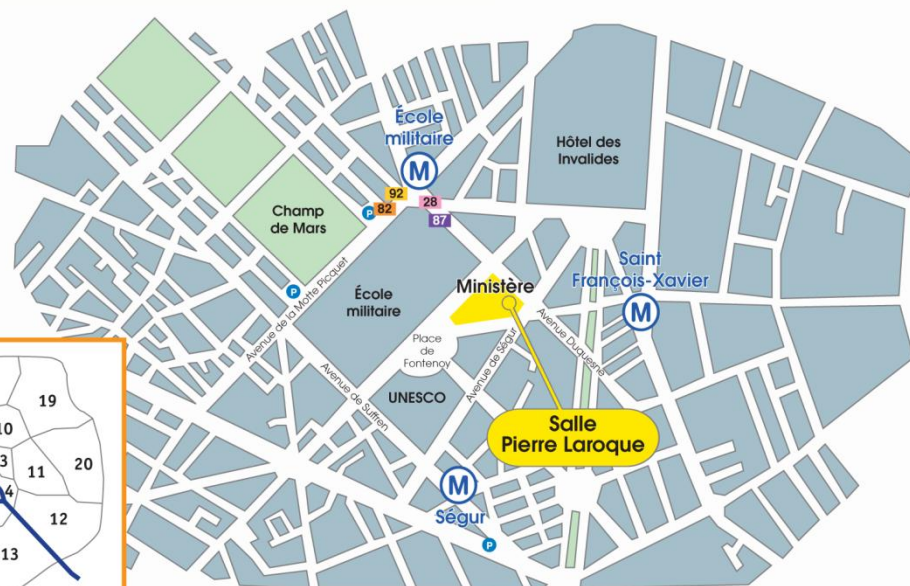 École
militaire
M
Hôtel des
Invalides
92
82
28
87
P
Champ
de Mars
P
Avenue de la Motte Picquet
École
militaire
Ministère
Saint
François-Xavier
M
Place
de
Fontenoy
Avenue de Ségur
Avenue Duquesne
Avenue de Suffren
UNESCO
Salle
Pierre Laroque
M
Ségur
P
19
10
3
11
20
4
12
13